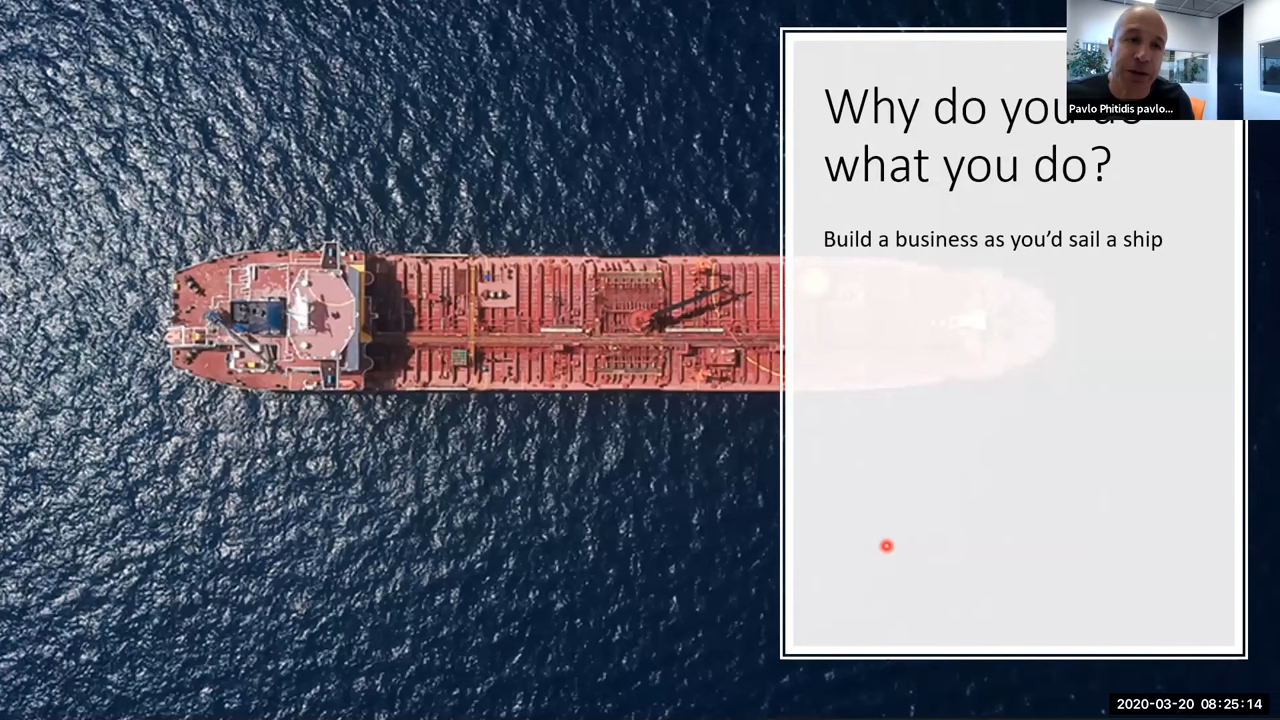 Why do you do
what you do?
Build a business as you’d sail a ship
Pavlo Phitidis pavlo...
2020-03-20 08:25:14